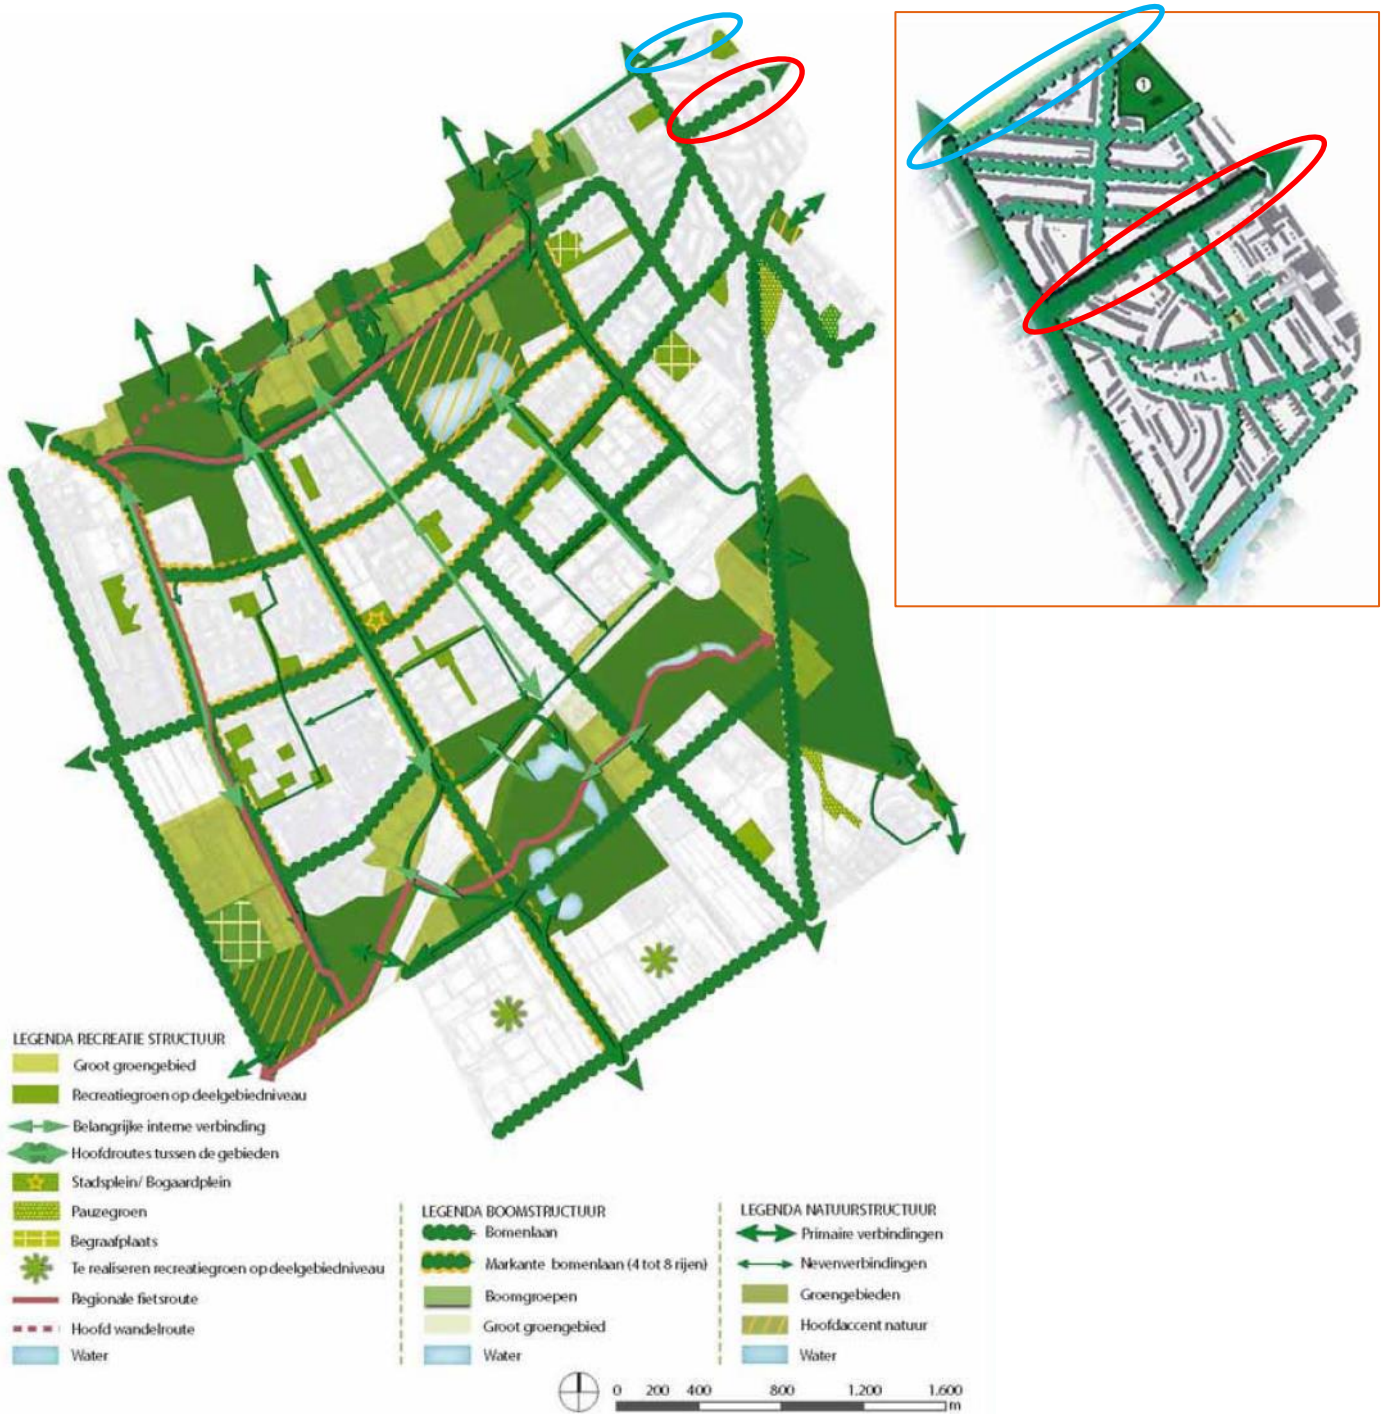 1
LEGENDA RECREATIE STRUCTUUR
Groot groengebied
Recreatiegroen op deelgebiedniveau
Belangrijke interne verbinding
Hoofdroutes tussen de gebieden
Stadsplein/ Bogaardplein
Pauzegroen
Begraafplaats
Te realiseren recreatiegroen op deelgebiedniveau
Regionale fietsroute
Hoofd wandelroute
Water
LEGENDA BOOMSTRUCTUUR
Bomenlaan
Markante bomenlaan (4 tot 8 rijen)
Boomgroepen
Groot groengebied
Water
LEGENDA NATUURSTRUCTUUR
Primaire verbindingen
Nevenverbindingen
Groengebieden
Hoofdaccent natuur
Water
0 200 400 800 1.200 1.600
m